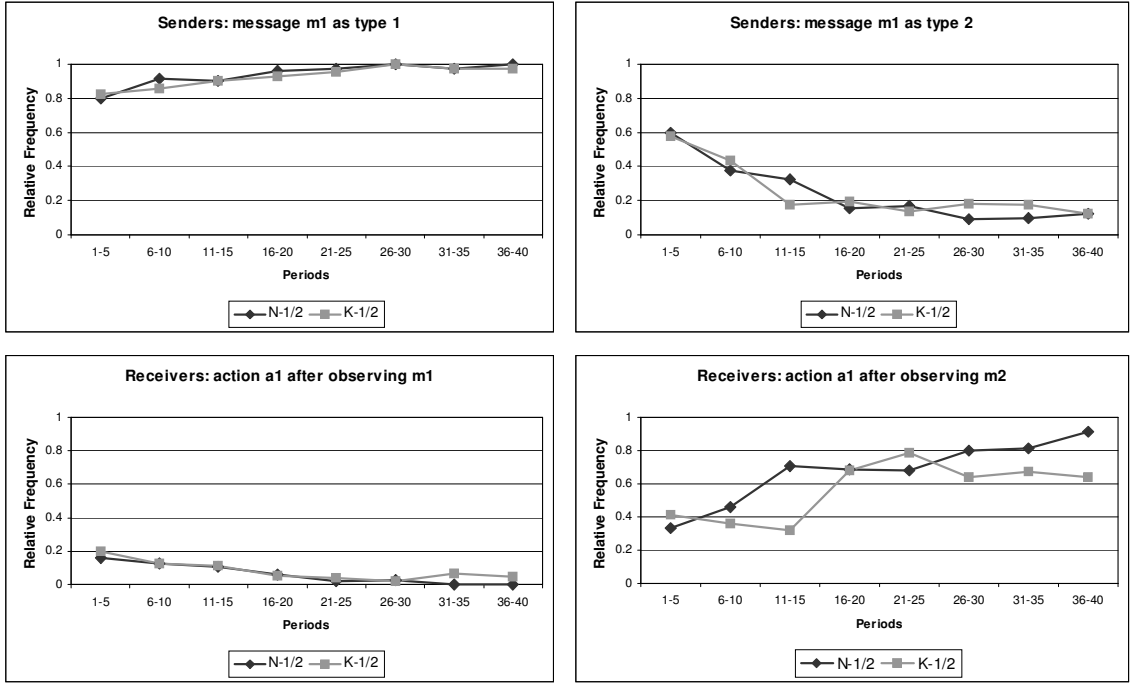 Senders: message m1 as type 1
Relative Frequency
1
0.8
0.6
0.4
0.2
0
1-5 6-10 11-15 16-20 21-25 26-30 31-35 36-40
Periods
N-1/2 K-1/2
Senders: message m1 as type 2
Relative Frequency
1
0.8
0.6
0.4
0.2
0
1-5 6-10 11-15 16-20 21-25 26-30 31-35 36-40
Periods
N-1/2 K-1/2
Receivers: action a1 after observing m1
Relative Frequency
1
0.8
0.6
0.4
0.2
0
1-5 6-10 11-15 16-20 21-25 26-30 31-35 36-40
Periods
N-1/2 K-1/2
Receivers: action a1 after observing m2
Relative Frequency
1
0.8
0.6
0.4
0.2
0
1-5 6-10 11-15 16-20 21-25 26-30 31-35 36-40
Periods
N-1/2 K-1/2